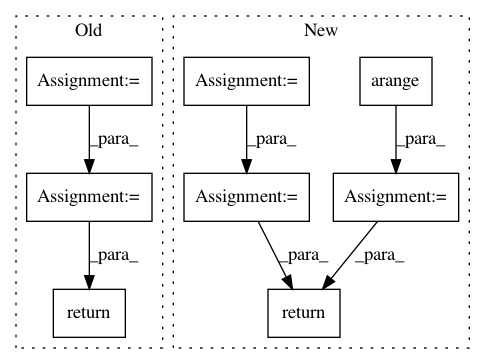 Old
New
Assignment:=
Assignment:=
arange
_para_
_para_
_para_
Assignment:=
Assignment:=
Assignment:=
_para_
_para_
_para_
return
return